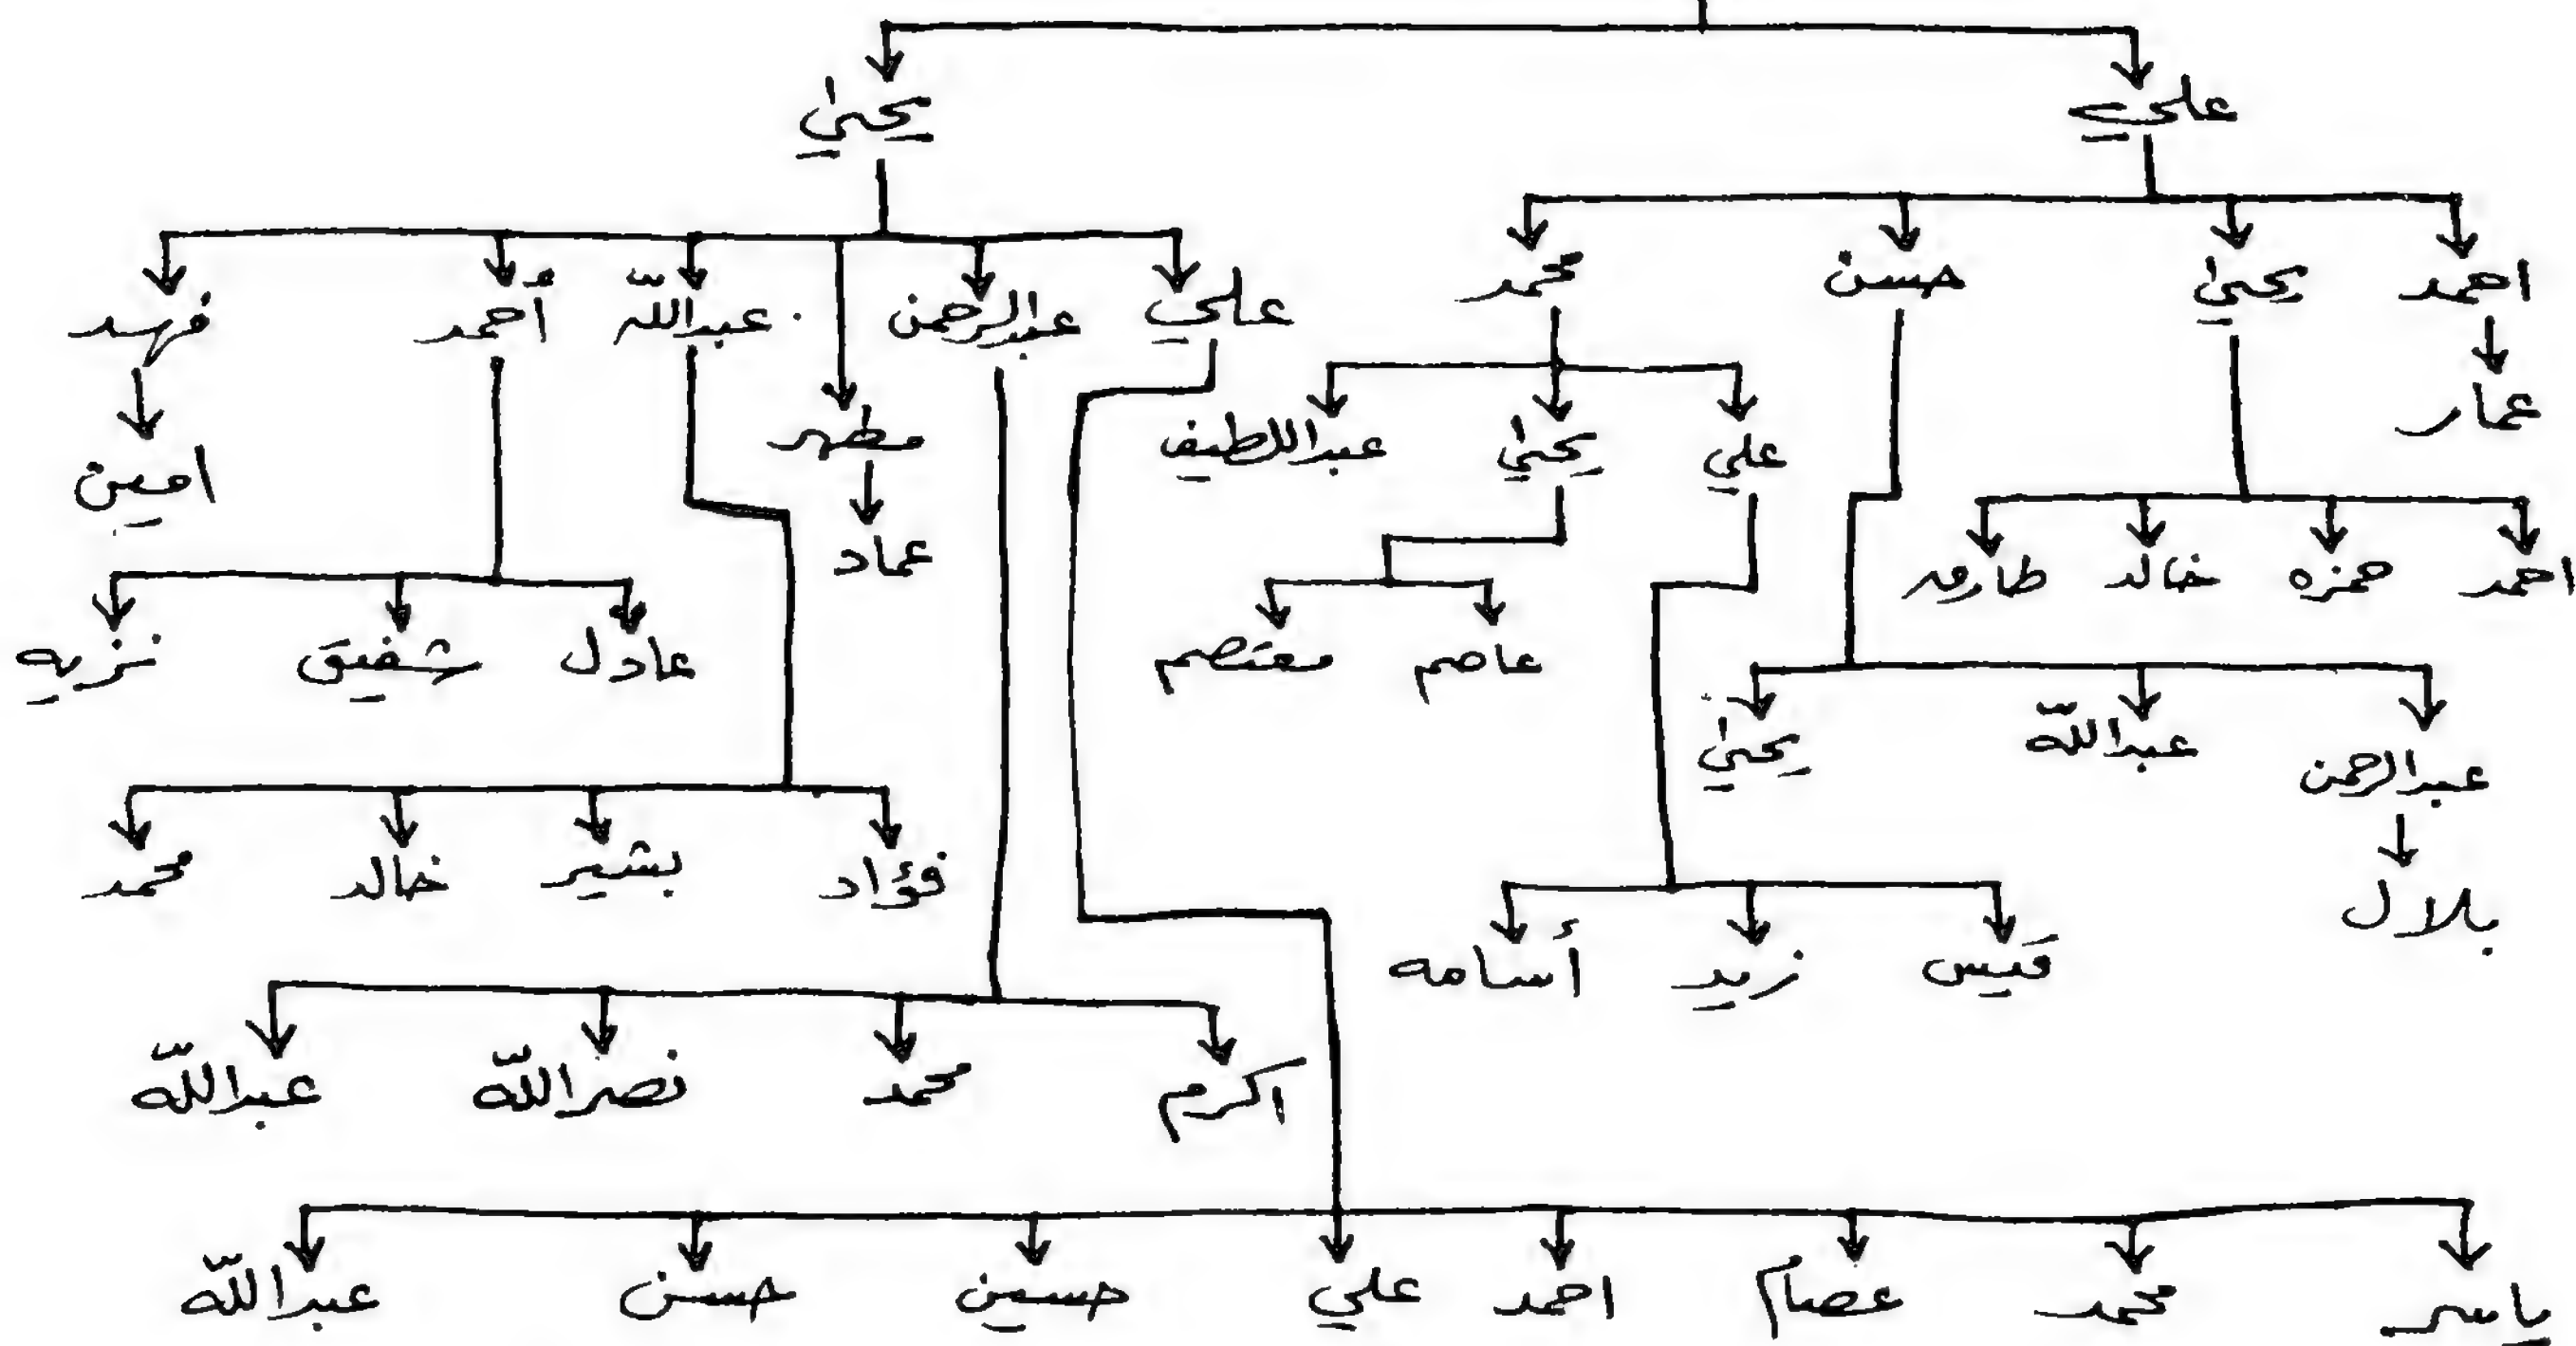 علي يحيى
احمد يحيى حسن محمد علي عبدالرحمن عبدالله أحمد فهد
عمار علي يحيى عبداللطيف مطهر امين
احمد حمزه خالد طارق عماد
عاصم معتصم عادل شفيق نزيه
عبدالرحمن عبدالله يحيى
بلال فؤاد بشير خالد محمد
قيس زيد أسامه
اكرم محمد نصرالله عبدالله
ياسر محمد عصام احمد علي حسين حسن عبدالله